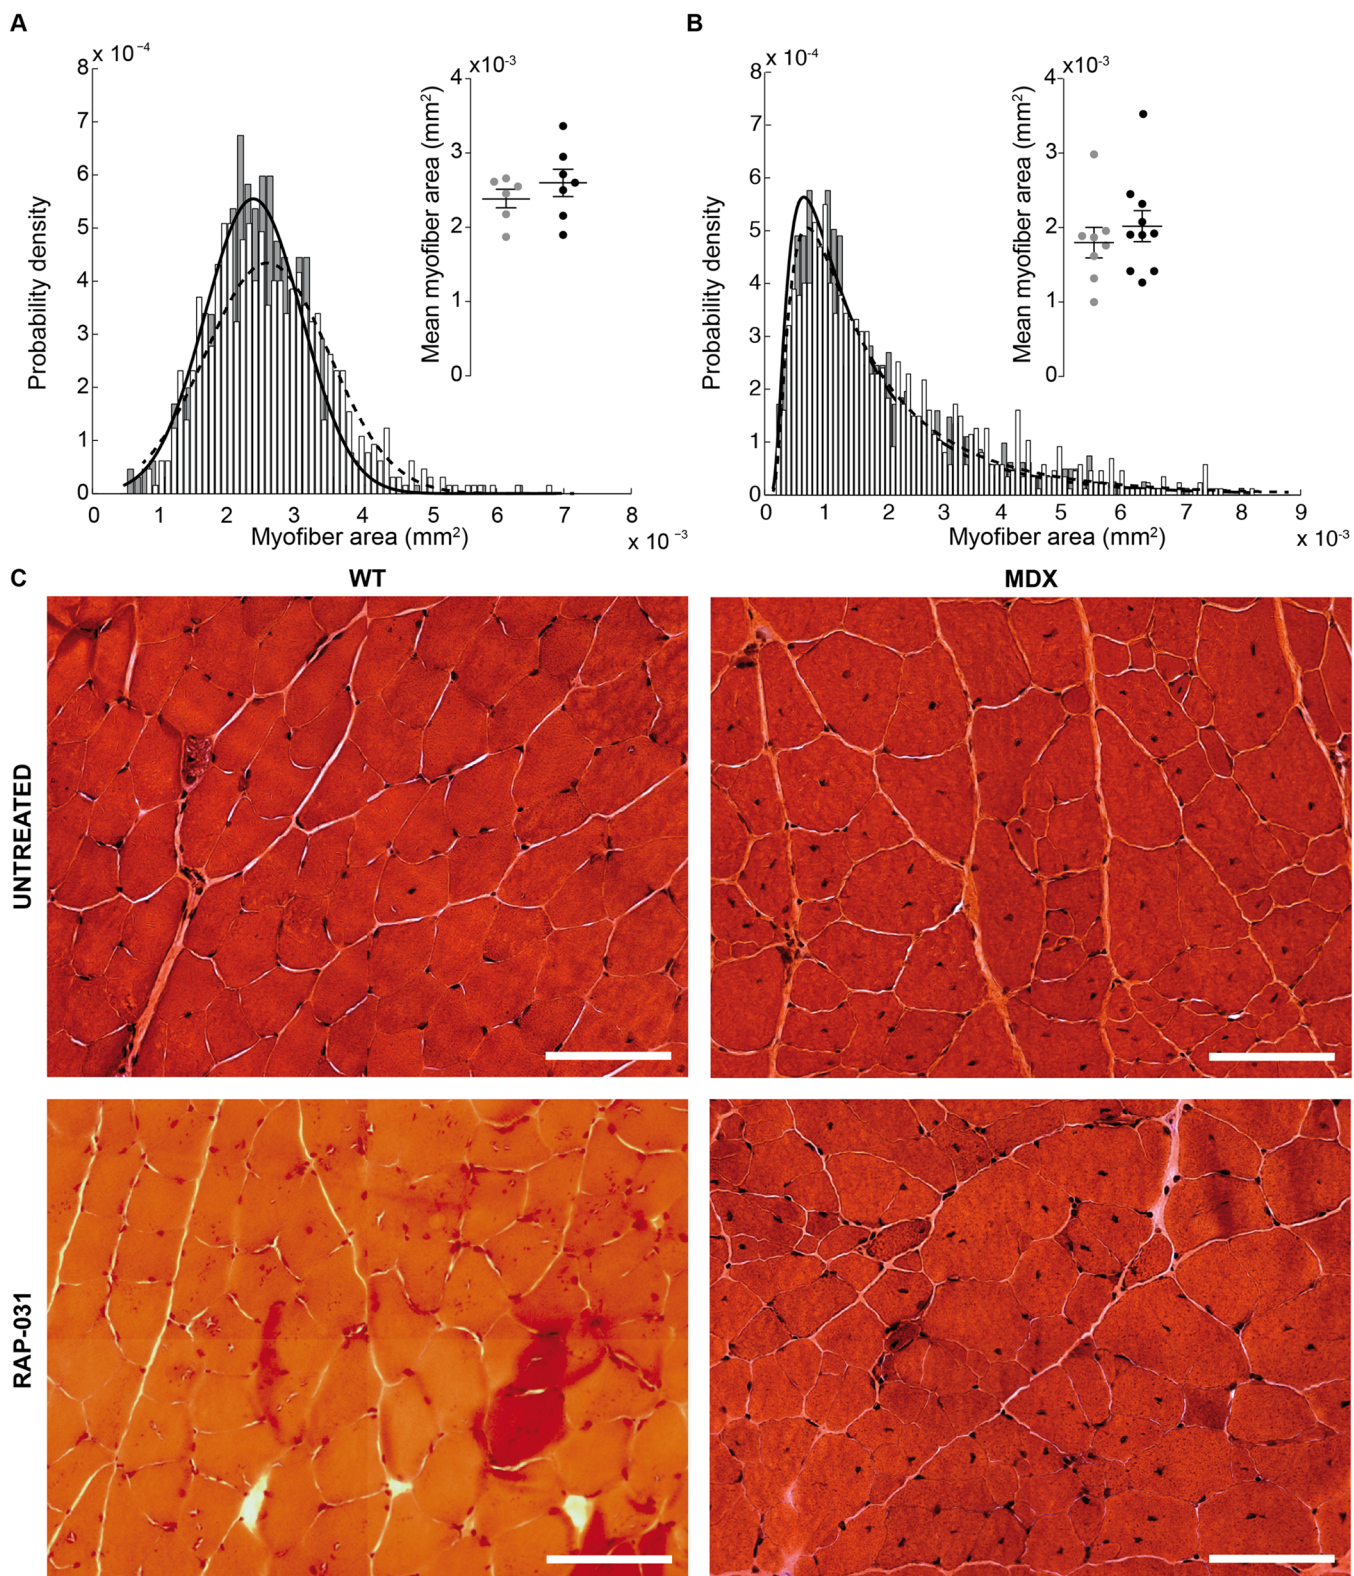 A
8 x 10⁻⁴
7
6
5
4
3
2
1
0
Probability density
0 1 2 3 4 5 6 7 8
Myofiber area (mm²)
x 10⁻³
x10⁻³
4
3
2
1
0
Mean myofiber area (mm²)
B
8 x 10⁻⁴
7
6
5
4
3
2
1
0
Probability density
0 1 2 3 4 5 6 7 8 9
Myofiber area (mm²)
x 10⁻³
x10⁻³
4
3
2
1
0
Mean myofiber area (mm²)
C
WT
MDX
UNTREATED
RAP-031